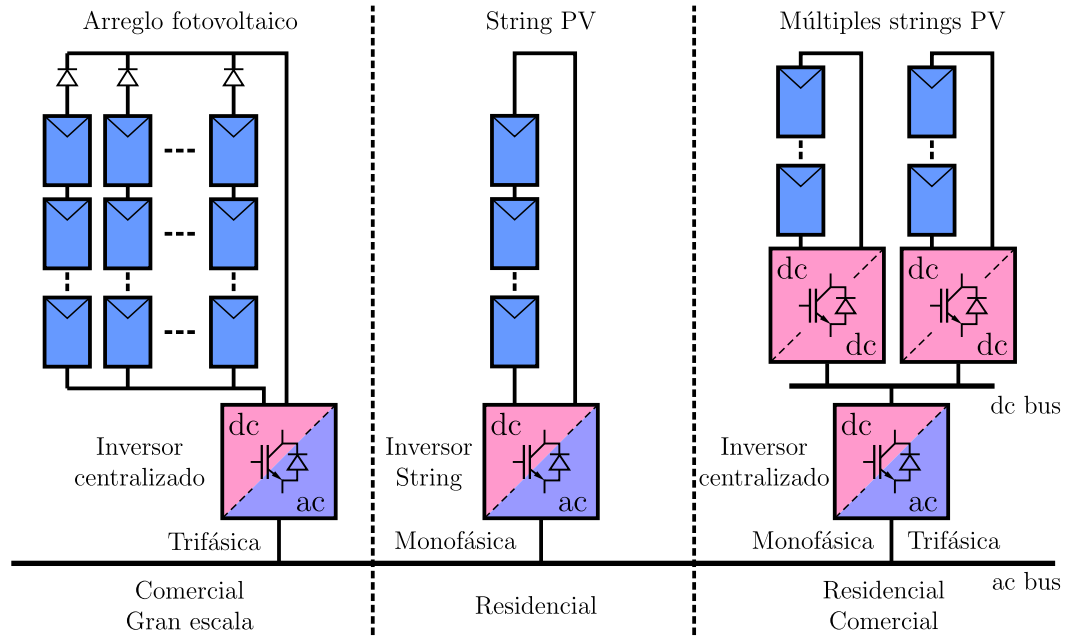 Arreglo fotovoltaico
String PV
Múltiples strings PV
dc
dc
dc
dc
dc bus
Inversor
centralizado
dc
ac
Inversor
String
dc
ac
Inversor
centralizado
dc
ac
Trifásica
Monofásica
Monofásica
Trifásica
ac bus
Comercial
Gran escala
Residencial
Residencial
Comercial